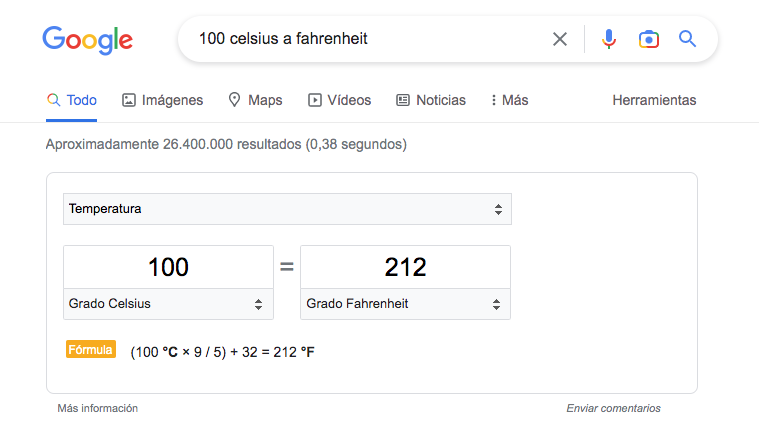 Google 100 celsius a fahrenheit
Todo Imágenes Maps Vídeos Noticias Más Herramientas
Aproximadamente 26.400.000 resultados (0,38 segundos)
Temperatura
100 = 212
Grado Celsius Grado Fahrenheit
Fórmula (100 °C × 9 / 5) + 32 = 212 °F
Más información Enviar comentarios